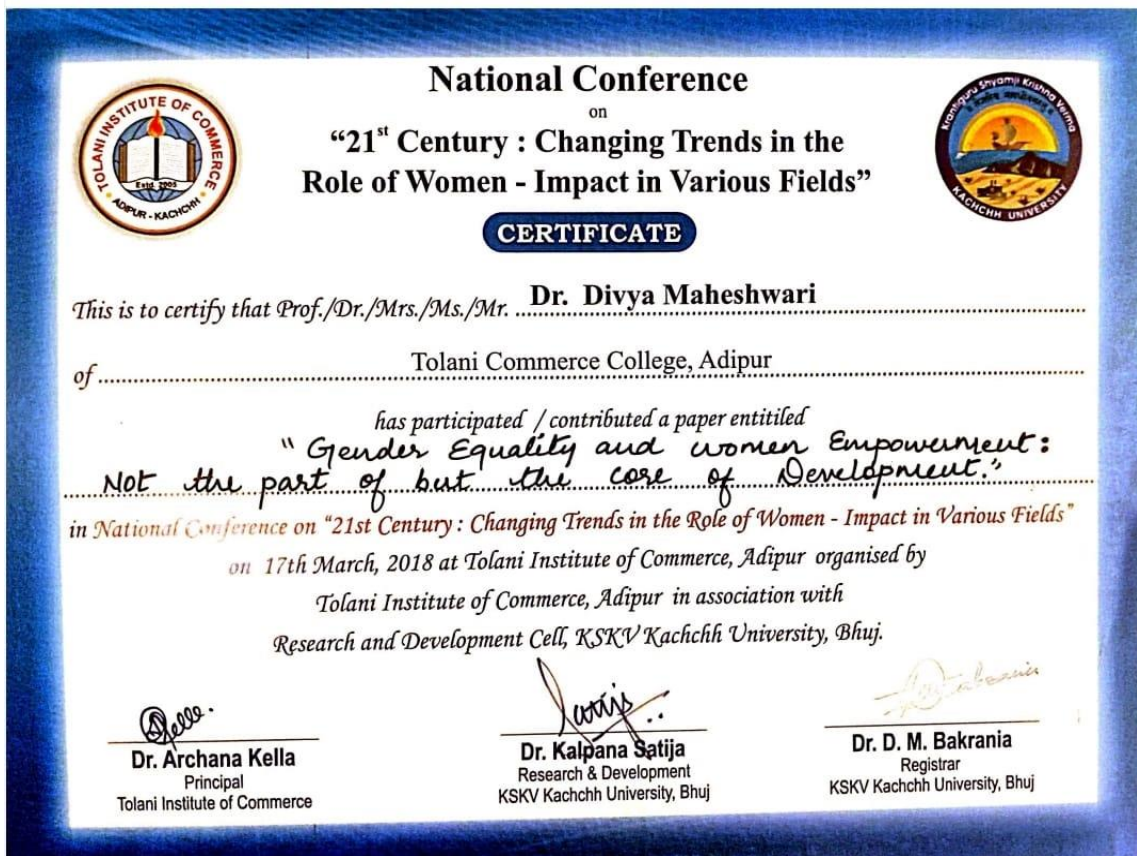 National Conference
on
“21st Century : Changing Trends in the
Role of Women - Impact in Various Fields”
CERTIFICATE
TOLANI INSTITUTE OF COMMERCE
Estd. 2005
ADIPUR - KACHCHH
Krantiguru Shyamji Krishna Verma
KACHCHH UNIVERSITY
This is to certify that Prof./Dr./Mrs./Ms./Mr. Dr. Divya Maheshwari
of Tolani Commerce College, Adipur
has participated / contributed a paper entitiled
“ Gender Equality and women Empowerment:
Not the part of but the core of Development.”
in National Conference on “21st Century : Changing Trends in the Role of Women - Impact in Various Fields”
on 17th March, 2018 at Tolani Institute of Commerce, Adipur organised by
Tolani Institute of Commerce, Adipur in association with
Research and Development Cell, KSKV Kachchh University, Bhuj.
Dr. Archana Kella
Principal
Tolani Institute of Commerce
Dr. Kalpana Satija
Research & Development
KSKV Kachchh University, Bhuj
Dr. D. M. Bakrania
Registrar
KSKV Kachchh University, Bhuj